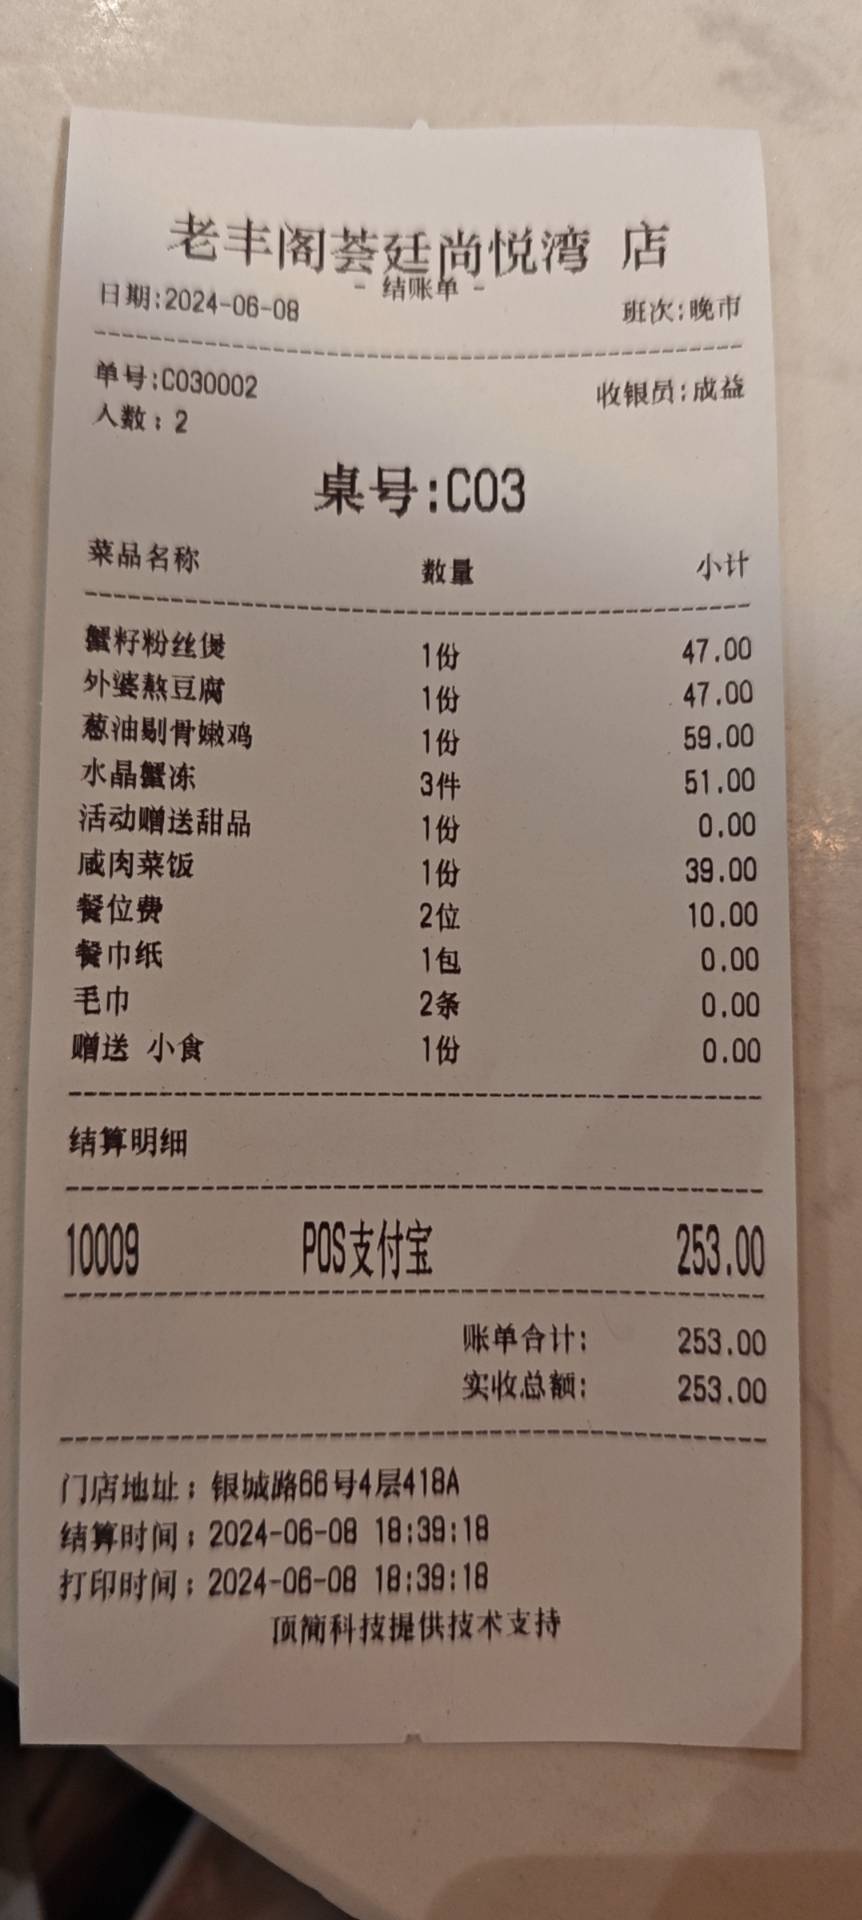 老丰阁荟廷尚悦湾 店
- 结账单 -
日期:2024-06-08 班次:晚市
单号:C030002 收银员:成益
人数：2
桌号:C03
菜品名称 数量 小计
蟹籽粉丝煲 1份 47.00
外婆熬豆腐 1份 47.00
葱油剔骨嫩鸡 1份 59.00
水晶蟹冻 3件 51.00
活动赠送甜品 1份 0.00
咸肉菜饭 1份 39.00
餐位费 2位 10.00
餐巾纸 1包 0.00
毛巾 2条 0.00
赠送 小食 1份 0.00
结算明细
10009 POS支付宝 253.00
账单合计: 253.00
实收总额: 253.00
门店地址：银城路66号4层418A
结算时间：2024-06-08 18:39:18
打印时间：2024-06-08 18:39:18
顶简科技提供技术支持